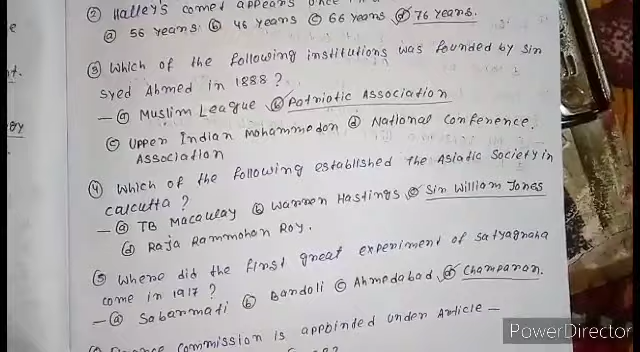 ② Halley's comet appears once
ⓐ 56 years ⓑ 46 years ⓒ 66 years ⓓ 76 years.
③ Which of the following institutions was founded by Sir
Syed Ahmed in 1888?
- ⓐ Muslim League ⓑ Patriotic Association
ⓒ Upper Indian Mohammedan ⓓ National Conference.
Association
④ Which of the following established the Asiatic Society in
calcutta?
- ⓐ TB Macaulay ⓑ Warren Hastings ⓒ Sir William Jones
ⓓ Raja Rammohan Roy.
⑤ Where did the first great experiment of satyagraha
come in 1917?
- ⓐ Sabarmati ⓑ Bardoli ⓒ Ahmedabad ⓓ Champaran.
Finance commission is appointed under Article -
PowerDirector